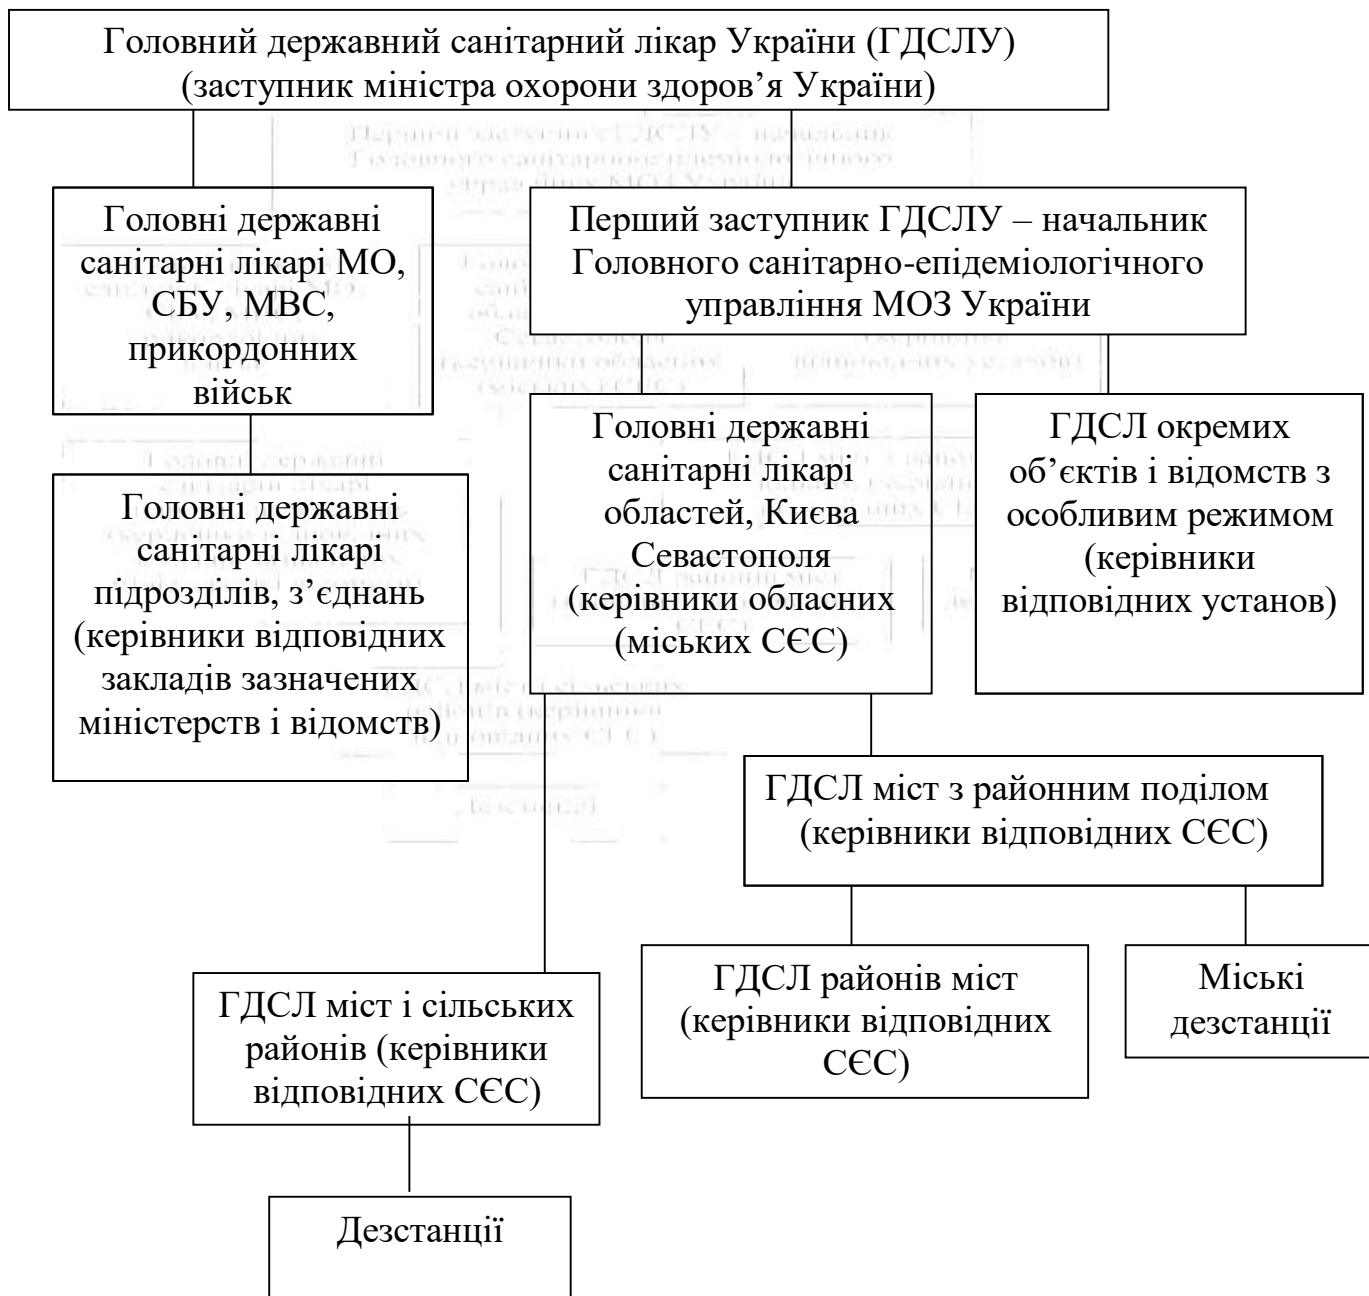 Головний державний санітарний лікар України (ГДСЛУ)
(заступник міністра охорони здоров’я України)
Головні державні
санітарні лікарі МО,
СБУ, МВС,
прикордонних
військ
Перший заступник ГДСЛУ – начальник
Головного санітарно-епідеміологічного
управління МОЗ України
Головні державні
санітарні лікарі
підрозділів, з’єднань
(керівники відповідних
закладів зазначених
міністерств і відомств)
Головні державні
санітарні лікарі
областей, Києва
Севастополя
(керівники обласних
(міських СЄС)
ГДСЛ окремих
об’єктів і відомств з
особливим режимом
(керівники
відповідних установ)
ГДСЛ міст з районним поділом
(керівники відповідних СЄС)
ГДСЛ міст і сільських
районів (керівники
відповідних СЄС)
ГДСЛ районів міст
(керівники відповідних
СЄС)
Міські
дезстанції
Дезстанції